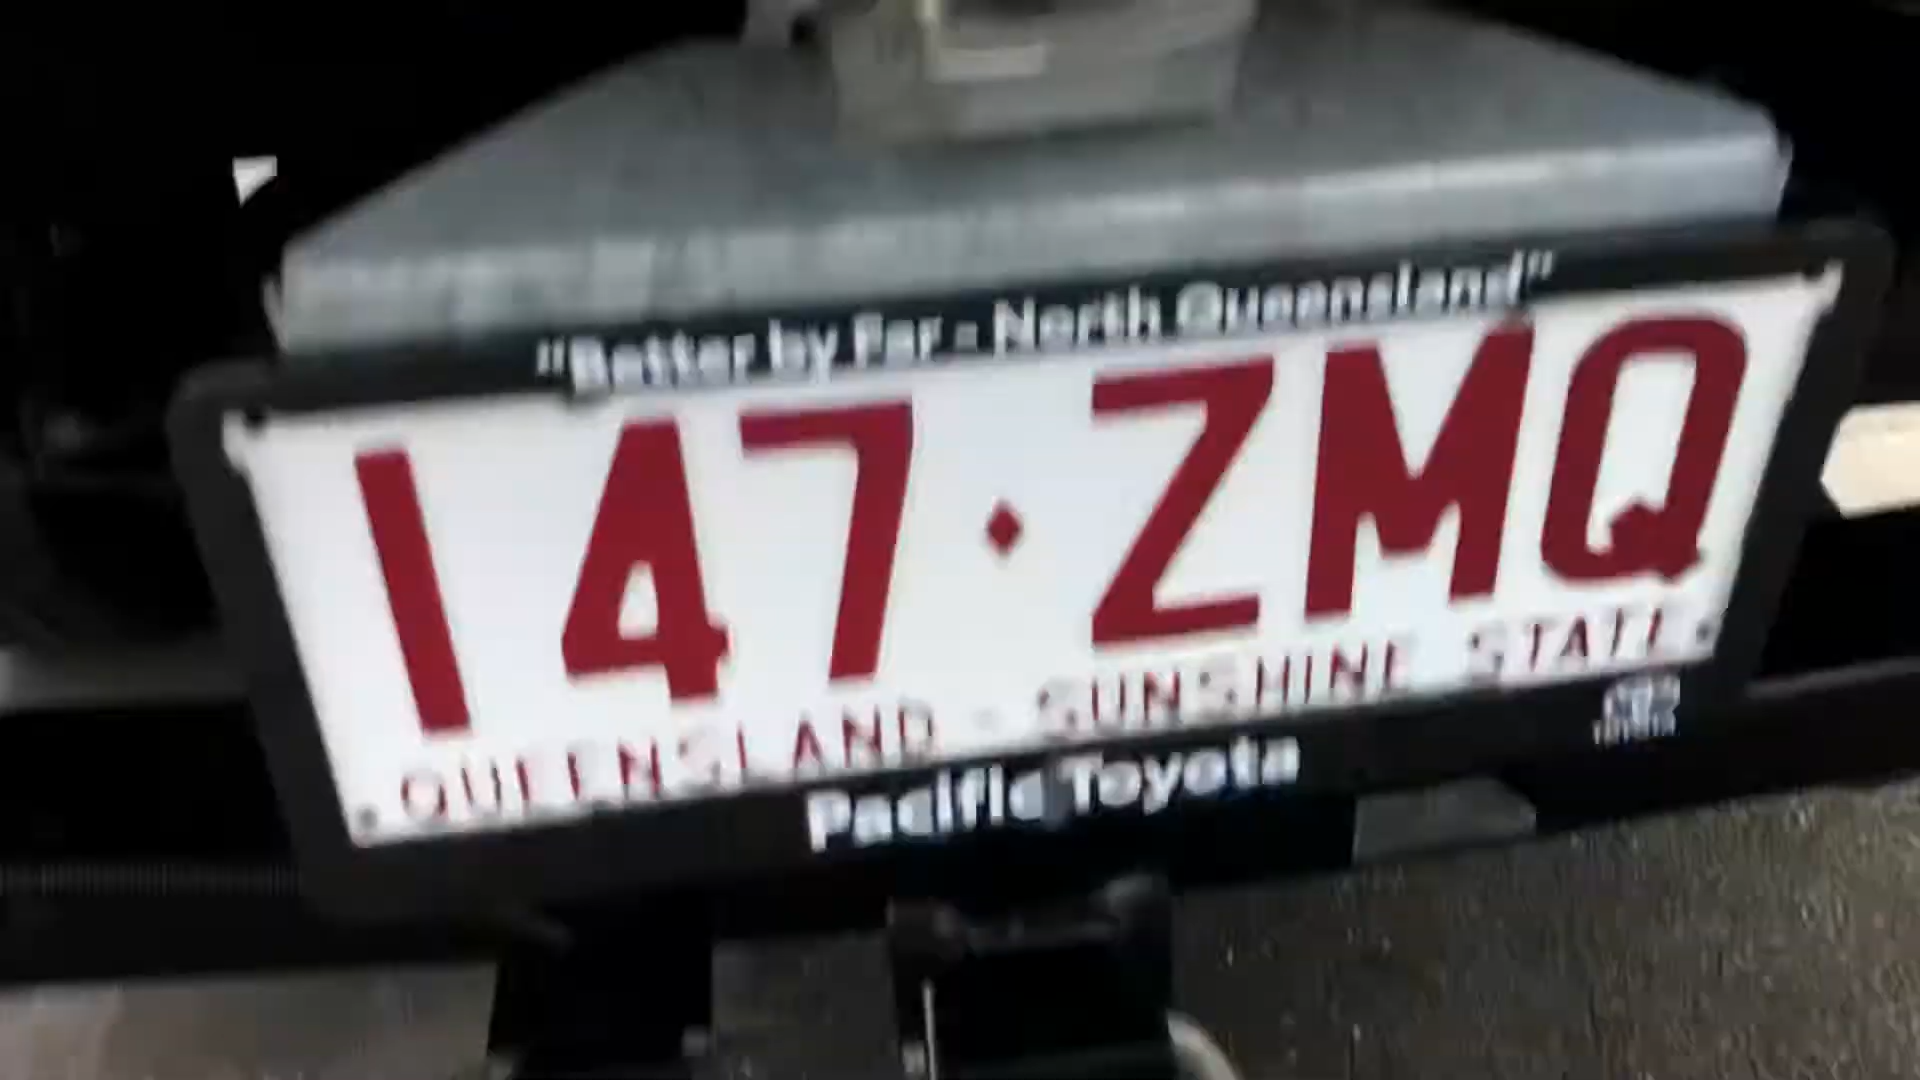 "Better by Far - North Queensland"
147·ZMQ
QUEENSLAND - SUNSHINE STATE
Pacific Toyota